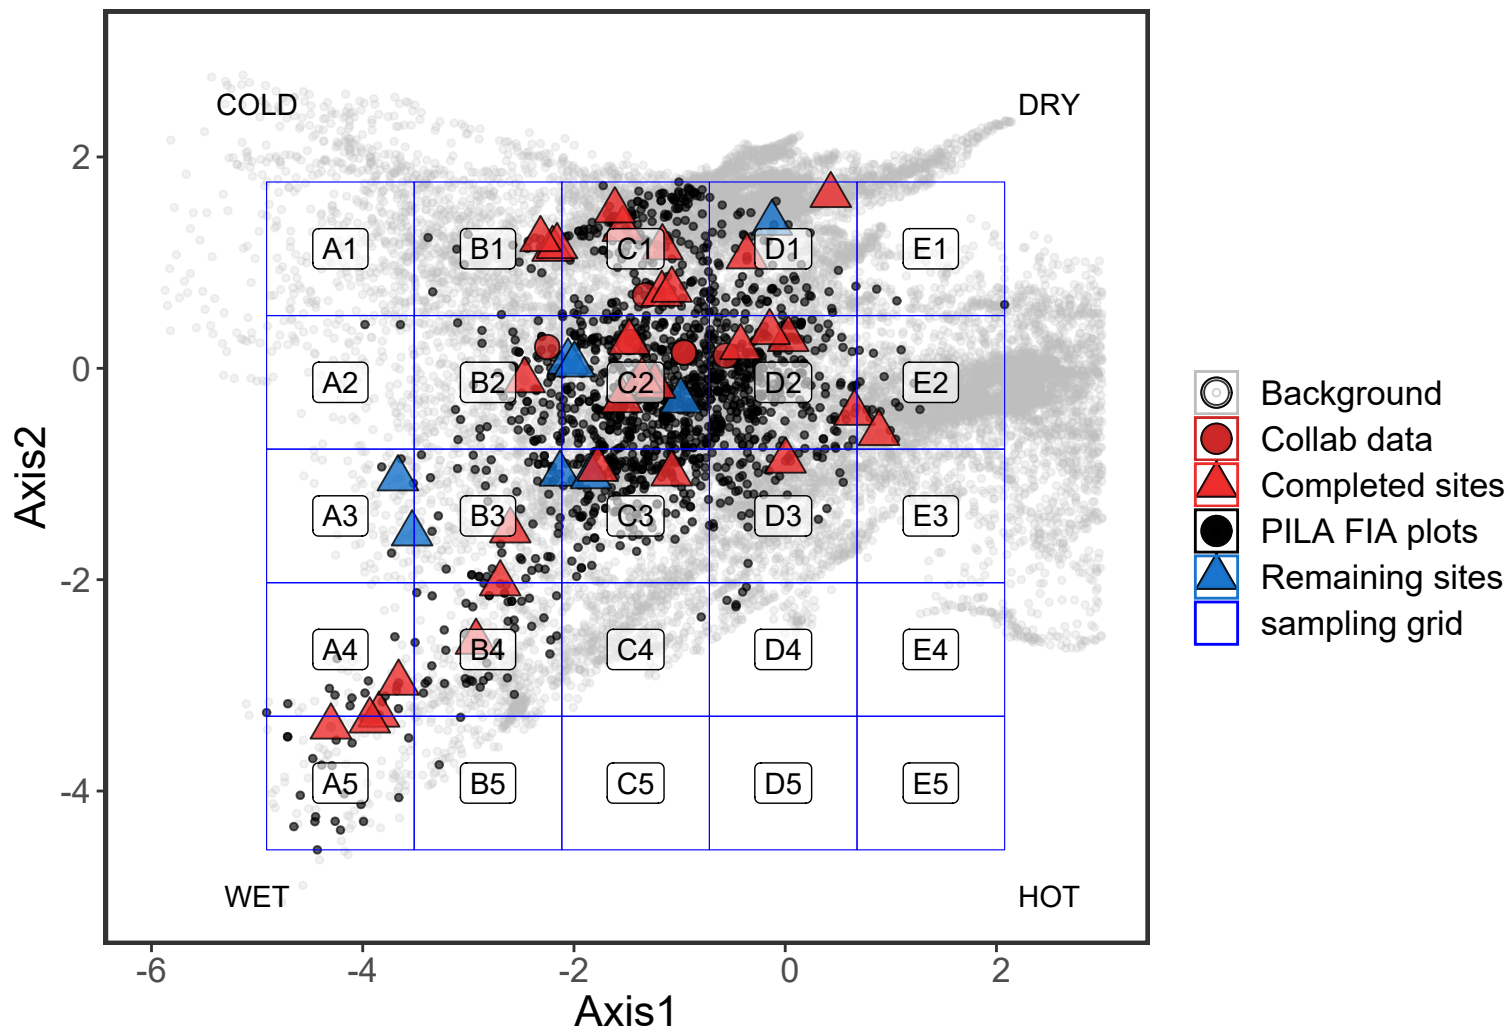 COLD DRY
A1 B1 C1 D1 E1
A2 B2 C2 D2 E2
A3 B3 C3 D3 E3
A4 B4 C4 D4 E4
A5 B5 C5 D5 E5
WET HOT
2
0
-2
-4
Axis2
-6 -4 -2 0 2
Axis1
Background
Collab data
Completed sites
PILA FIA plots
Remaining sites
sampling grid